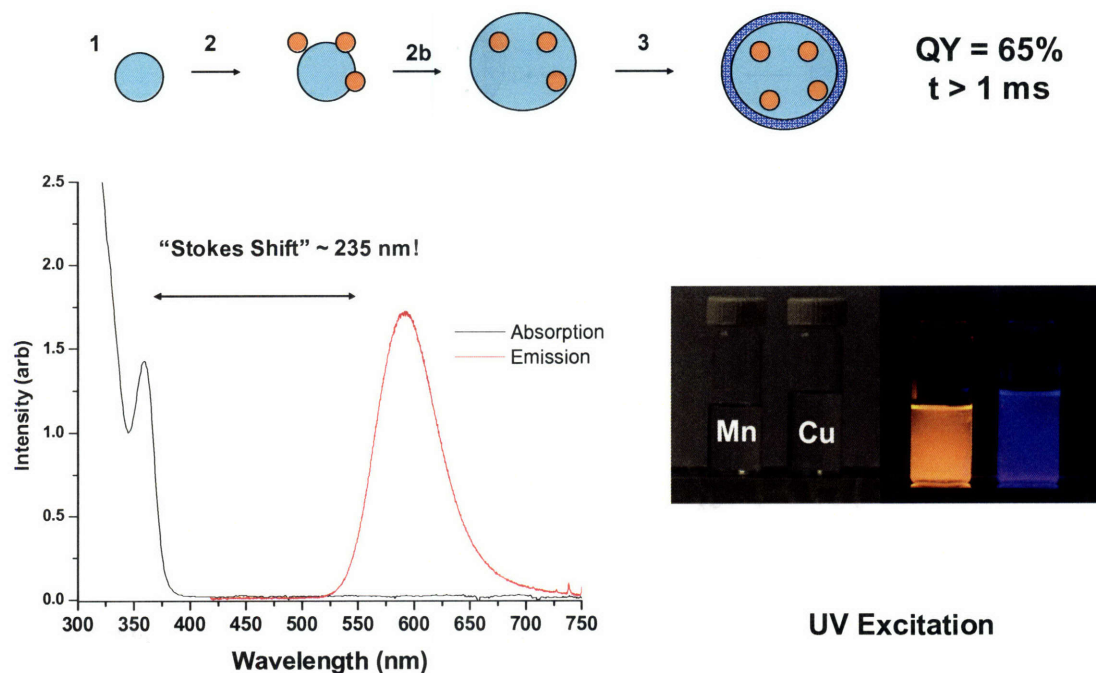 1
2
2b
3
QY = 65%
t > 1 ms
2.5
2.0
1.5
1.0
0.5
0.0
Intensity (arb)
"Stokes Shift" ~ 235 nm!
Absorption
Emission
300 350 400 450 500 550 600 650 700 750
Wavelength (nm)
Mn Cu
UV Excitation